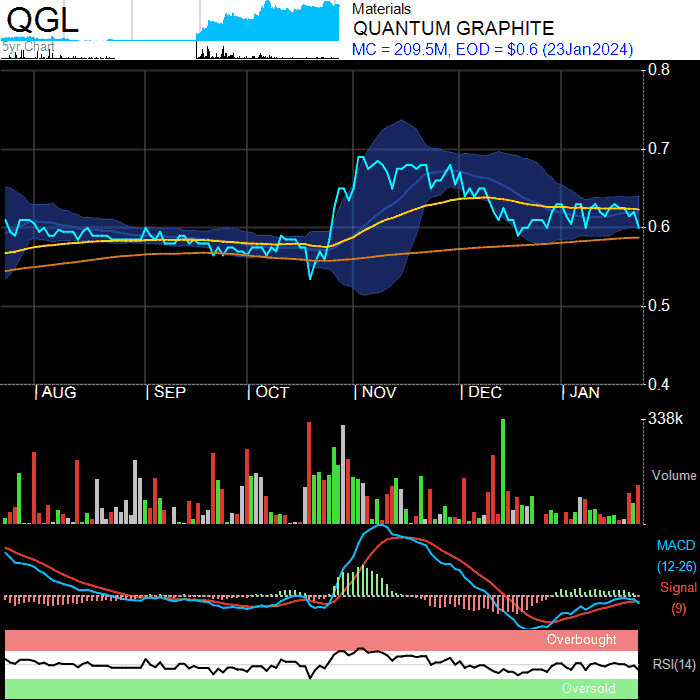 QGL
5yr Chart
Materials
QUANTUM GRAPHITE
MC = 209.5M, EOD = $0.6 (23Jan2024)
0.8
0.7
0.6
0.5
0.4
AUG SEP OCT NOV DEC JAN
338k
Volume
MACD
(12-26)
Signal
(9)
Overbought
RSI(14)
Oversold